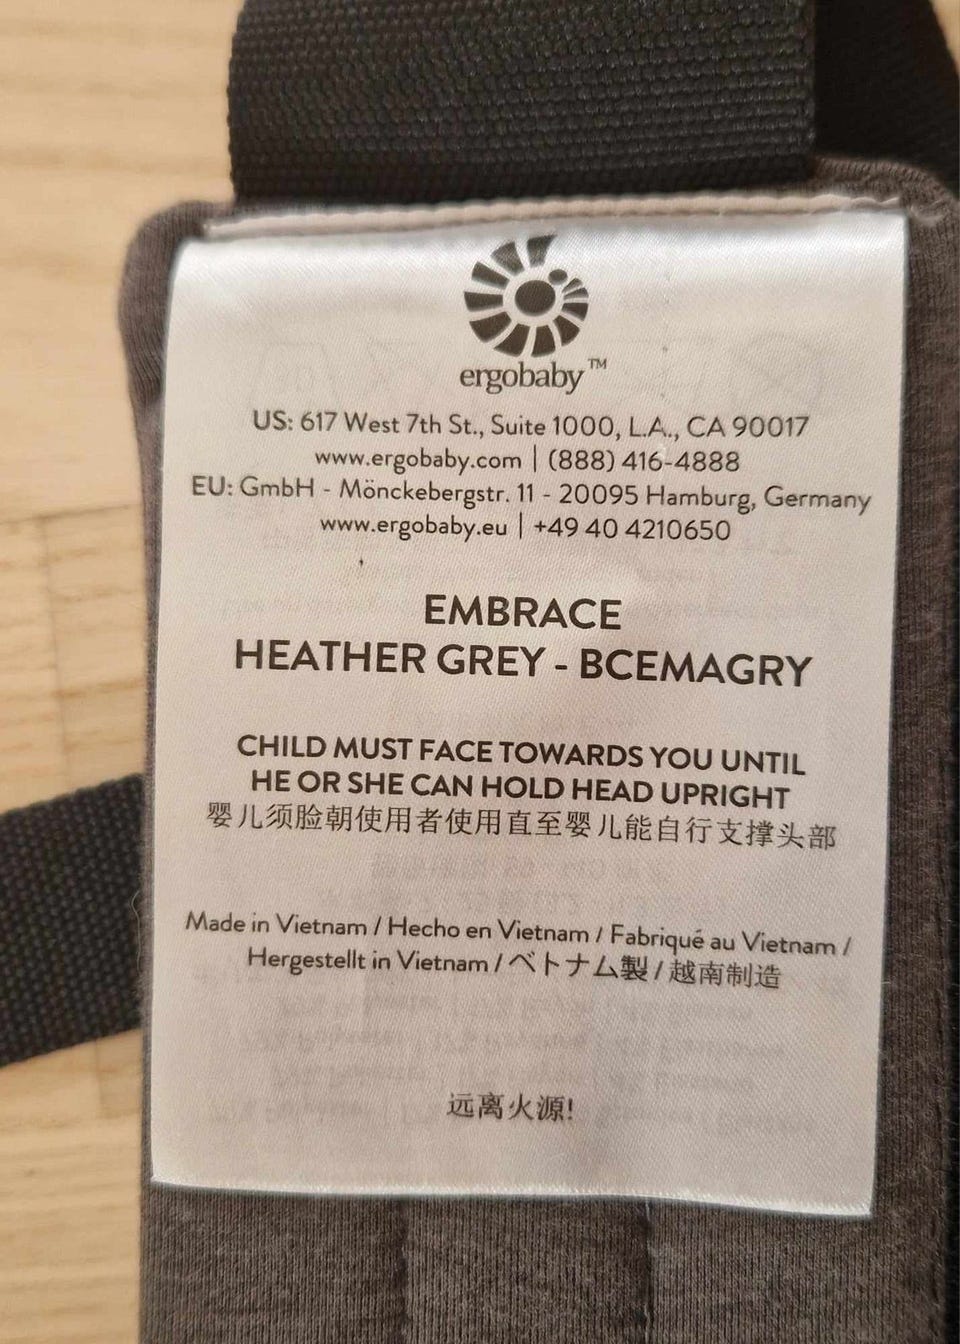 ergobaby™
US: 617 West 7th St., Suite 1000, L.A., CA 90017
www.ergobaby.com | (888) 416-4888
EU: GmbH - Mönckebergstr. 11 - 20095 Hamburg, Germany
www.ergobaby.eu | +49 40 4210650
EMBRACE
HEATHER GREY - BCEMAGRY
CHILD MUST FACE TOWARDS YOU UNTIL
HE OR SHE CAN HOLD HEAD UPRIGHT
婴儿须脸朝使用者使用直至婴儿能自行支撑头部
Made in Vietnam / Hecho en Vietnam / Fabriqué au Vietnam /
Hergestellt in Vietnam / ベトナム製 / 越南制造
远离火源!